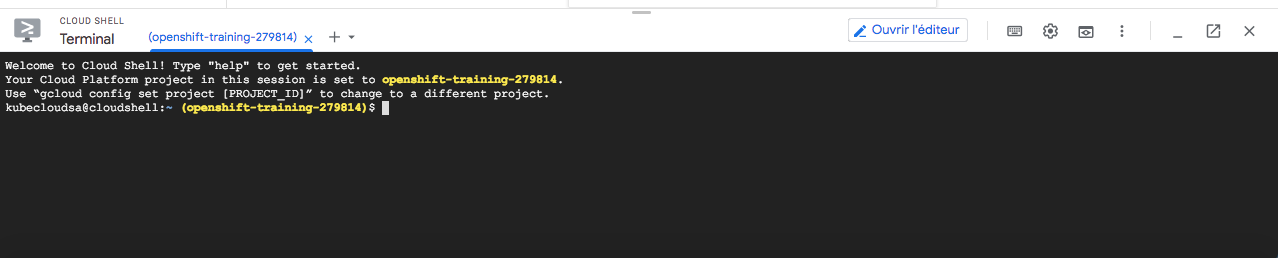 CLOUD SHELL
Terminal
(openshift-training-279814)
Ouvrir l'éditeur
Welcome to Cloud Shell! Type "help" to get started.
Your Cloud Platform project in this session is set to openshift-training-279814.
Use “gcloud config set project [PROJECT_ID]” to change to a different project.
kubecloudsa@cloudshell:~ (openshift-training-279814)$